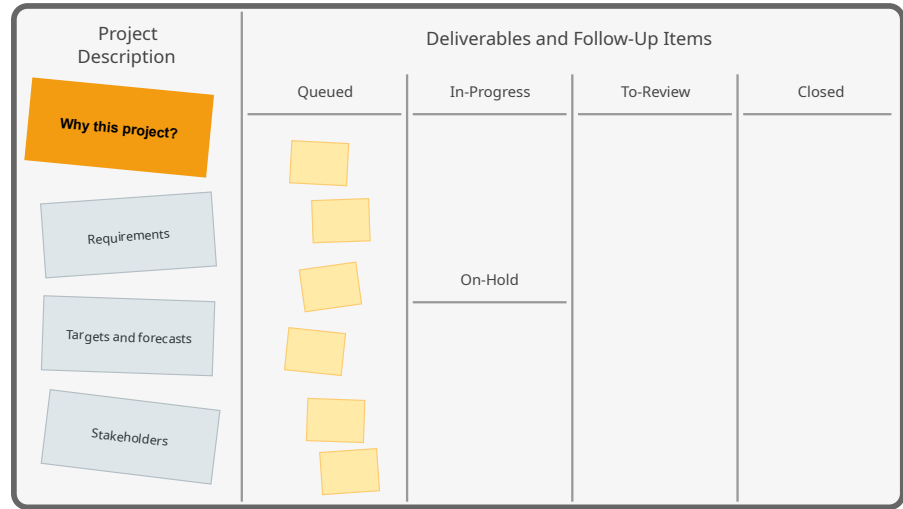 Project
Description
Why this project?
Requirements
Targets and forecasts
Stakeholders
Deliverables and Follow-Up Items
Queued
In-Progress
On-Hold
To-Review
Closed